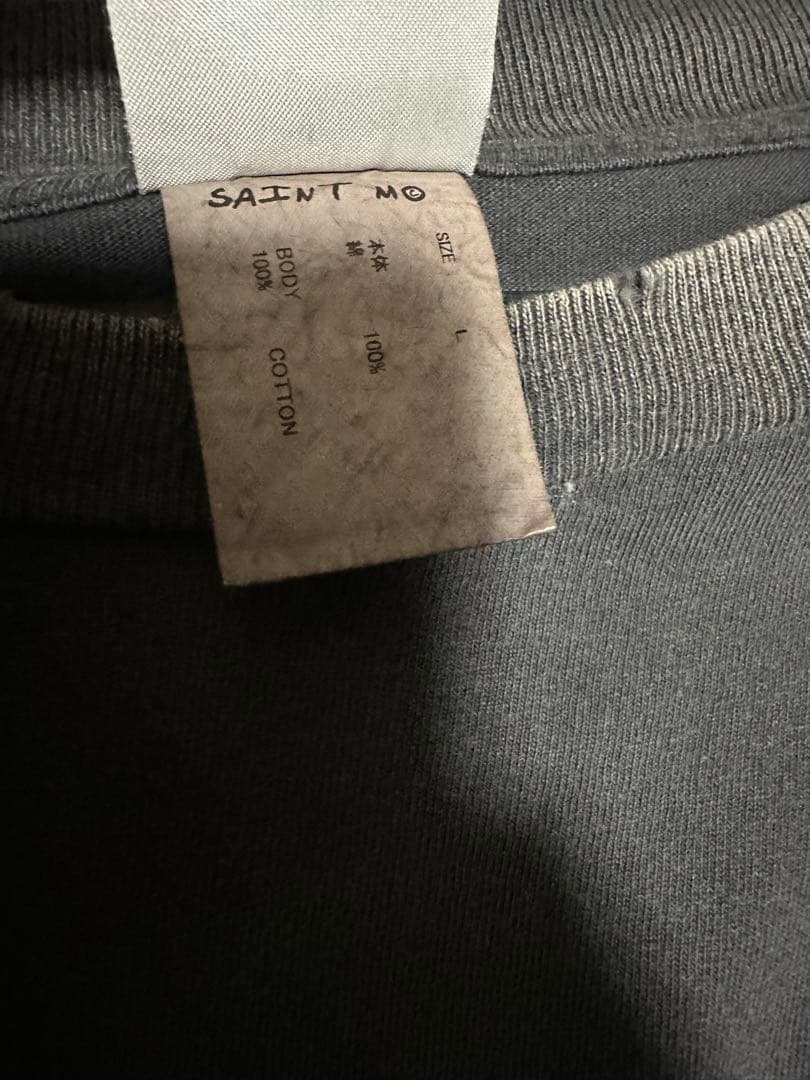 SAINT M©
SIZE L
本体
綿 100%
BODY
100% COTTON